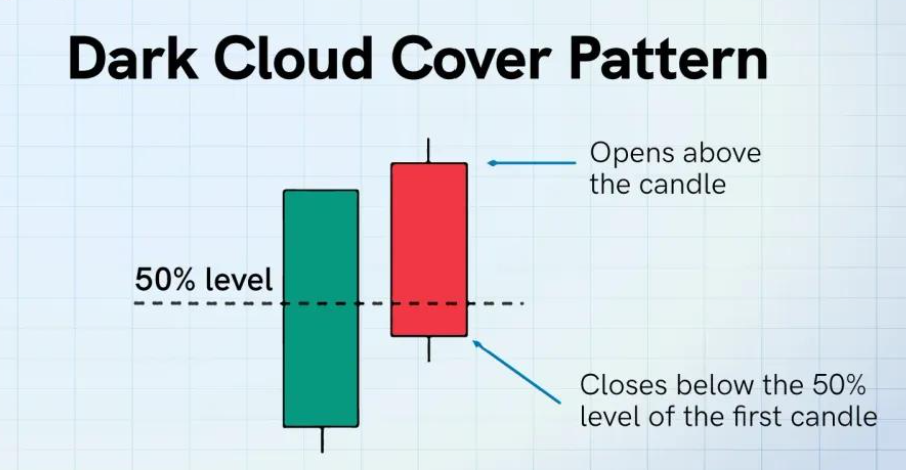 Dark Cloud Cover Pattern
Opens above
the candle
50% level
Closes below the 50%
level of the first candle